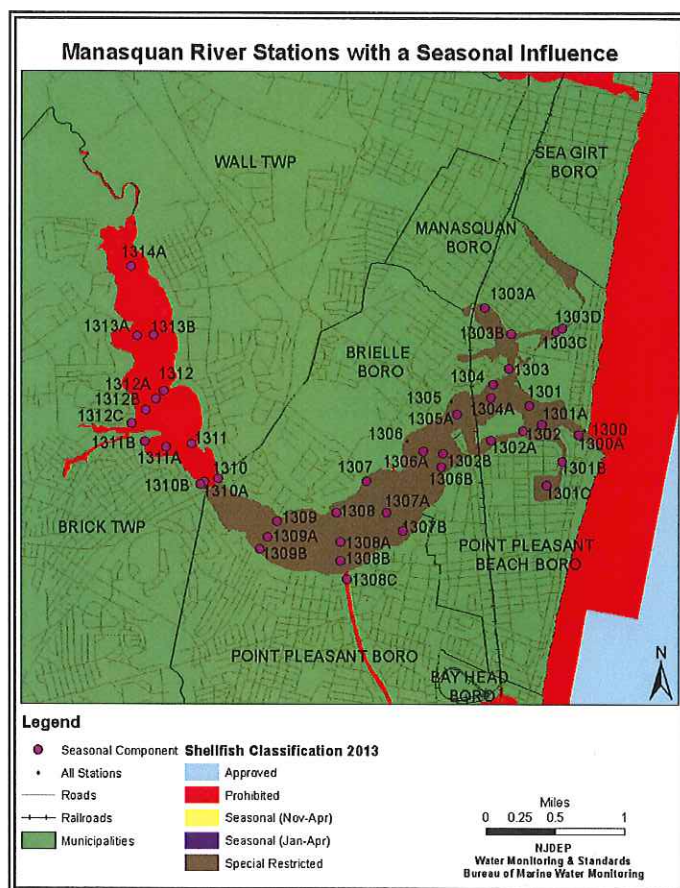 Manasquan River Stations with a Seasonal Influence
WALL TWP
SEA GIRT
BORO
MANASQUAN
BORO
1314A
1303A
1313A
1313B
1303D
1303B
1303C
BRIELLE
BORO
1312A
1312
1303
1312B
1304
1312C
1305
1304A
1301
1305A
1301A
1311B
1311
1306
1302
1300
1311A
1302A
1300A
1306A
1302B
1310
1306B
1301B
1310B
1310A
1307
1301C
BRICK TWP
1309
1308
1307A
1309A
1308A
1307B
POINT PLEASANT
BEACH BORO
1309B
1308B
1308C
POINT PLEASANT BORO
BAY HEAD
BORO
N
Legend
Seasonal Component
All Stations
Roads
Railroads
Municipalities
Shellfish Classification 2013
Approved
Prohibited
Seasonal (Nov-Apr)
Seasonal (Jan-Apr)
Special Restricted
Miles
0 0.25 0.5 1
NJDEP
Water Monitoring & Standards
Bureau of Marine Water Monitoring